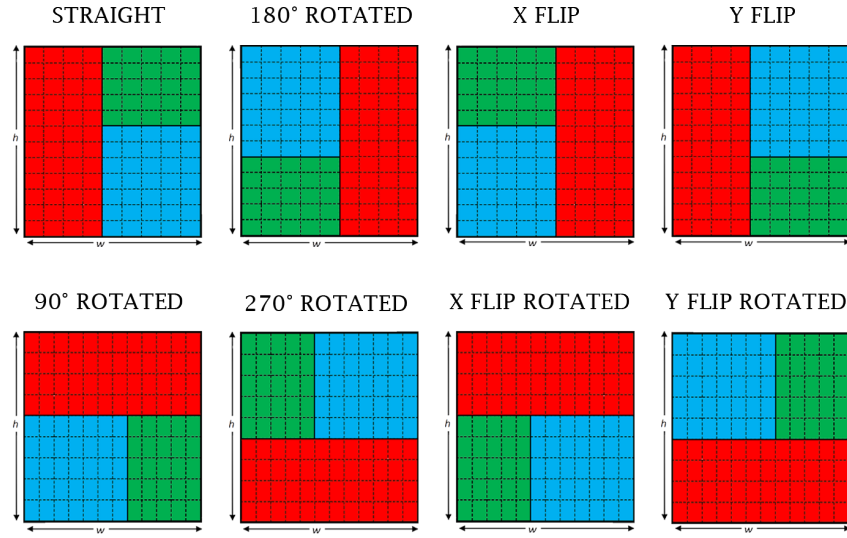 STRAIGHT
180° ROTATED
X FLIP
Y FLIP
h
h
h
h
w
w
w
w
90° ROTATED
270° ROTATED
X FLIP ROTATED
Y FLIP ROTATED
h
h
h
h
w
w
w
w